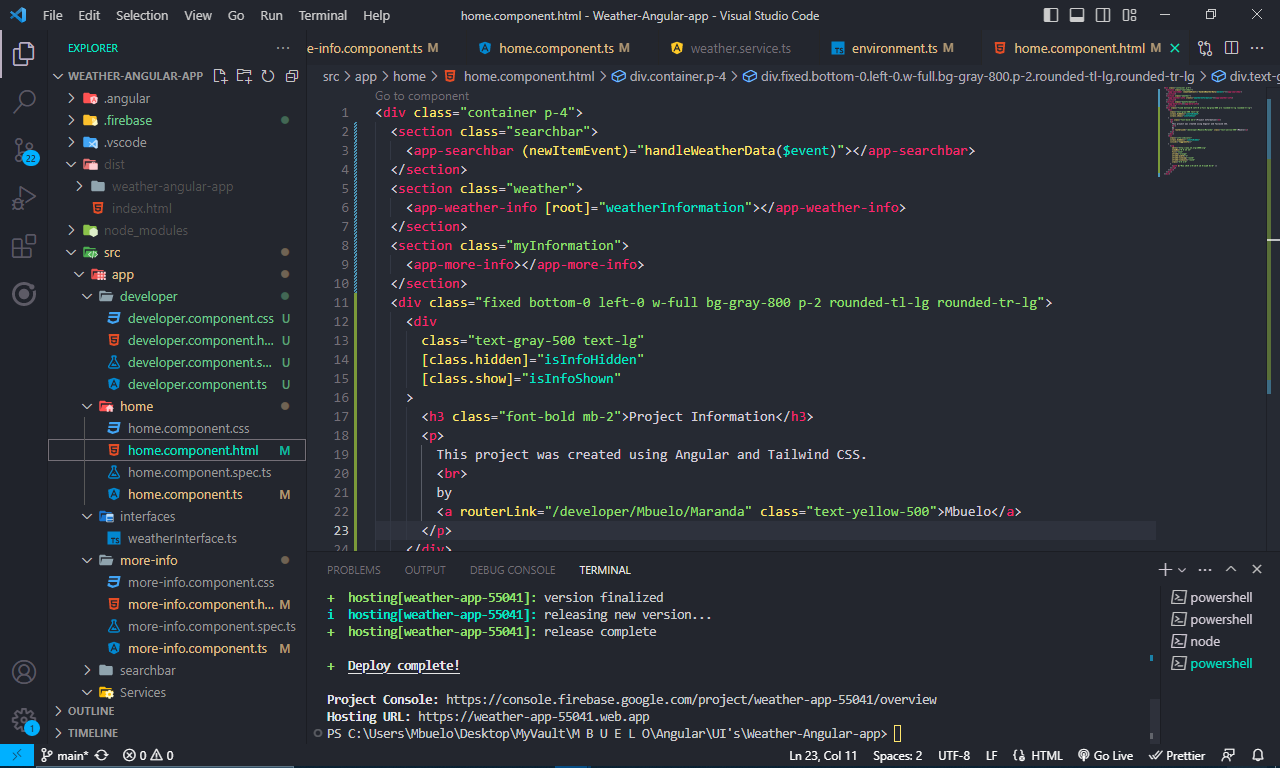 File Edit Selection View Go Run Terminal Help home.component.html - Weather-Angular-app - Visual Studio Code
EXPLORER
WEATHER-ANGULAR-APP
.angular
.firebase
.vscode
dist
weather-angular-app
index.html
node_modules
src
app
developer
developer.component.css U
developer.component.h... U
developer.component.s... U
developer.component.ts U
home
home.component.css
home.component.html M
home.component.spec.ts
home.component.ts M
interfaces
weatherInterface.ts
more-info
more-info.component.css
more-info.component.h... M
more-info.component.spec.ts
more-info.component.ts M
searchbar
Services
OUTLINE
TIMELINE
22
1
e-info.component.ts M home.component.ts M weather.service.ts environment.ts M home.component.html M
src > app > home > home.component.html > div.container.p-4 > div.fixed.bottom-0.left-0.w-full.bg-gray-800.p-2.rounded-tl-lg.rounded-tr-lg > div.text-g
Go to component
1 <div class="container p-4">
2 <section class="searchbar">
3 <app-searchbar (newItemEvent)="handleWeatherData($event)"></app-searchbar>
4 </section>
5 <section class="weather">
6 <app-weather-info [root]="weatherInformation"></app-weather-info>
7 </section>
8 <section class="myInformation">
9 <app-more-info></app-more-info>
10 </section>
11 <div class="fixed bottom-0 left-0 w-full bg-gray-800 p-2 rounded-tl-lg rounded-tr-lg">
12 <div
13 class="text-gray-500 text-lg"
14 [class.hidden]="isInfoHidden"
15 [class.show]="isInfoShown"
16 >
17 <h3 class="font-bold mb-2">Project Information</h3>
18 <p>
19 This project was created using Angular and Tailwind CSS.
20 <br>
21 by
22 <a routerLink="/developer/Mbuelo/Maranda" class="text-yellow-500">Mbuelo</a>
23 </p>
24 </div>
PROBLEMS OUTPUT DEBUG CONSOLE TERMINAL
+ hosting[weather-app-55041]: version finalized
i hosting[weather-app-55041]: releasing new version...
+ hosting[weather-app-55041]: release complete
+ Deploy complete!
Project Console: https://console.firebase.google.com/project/weather-app-55041/overview
Hosting URL: https://weather-app-55041.web.app
PS C:\Users\Mbuelo\Desktop\MyVault\M B U E L O\Angular\UI's\Weather-Angular-app>
powershell
powershell
node
powershell
main* 0 0 Ln 23, Col 11 Spaces: 2 UTF-8 LF HTML Go Live Prettier